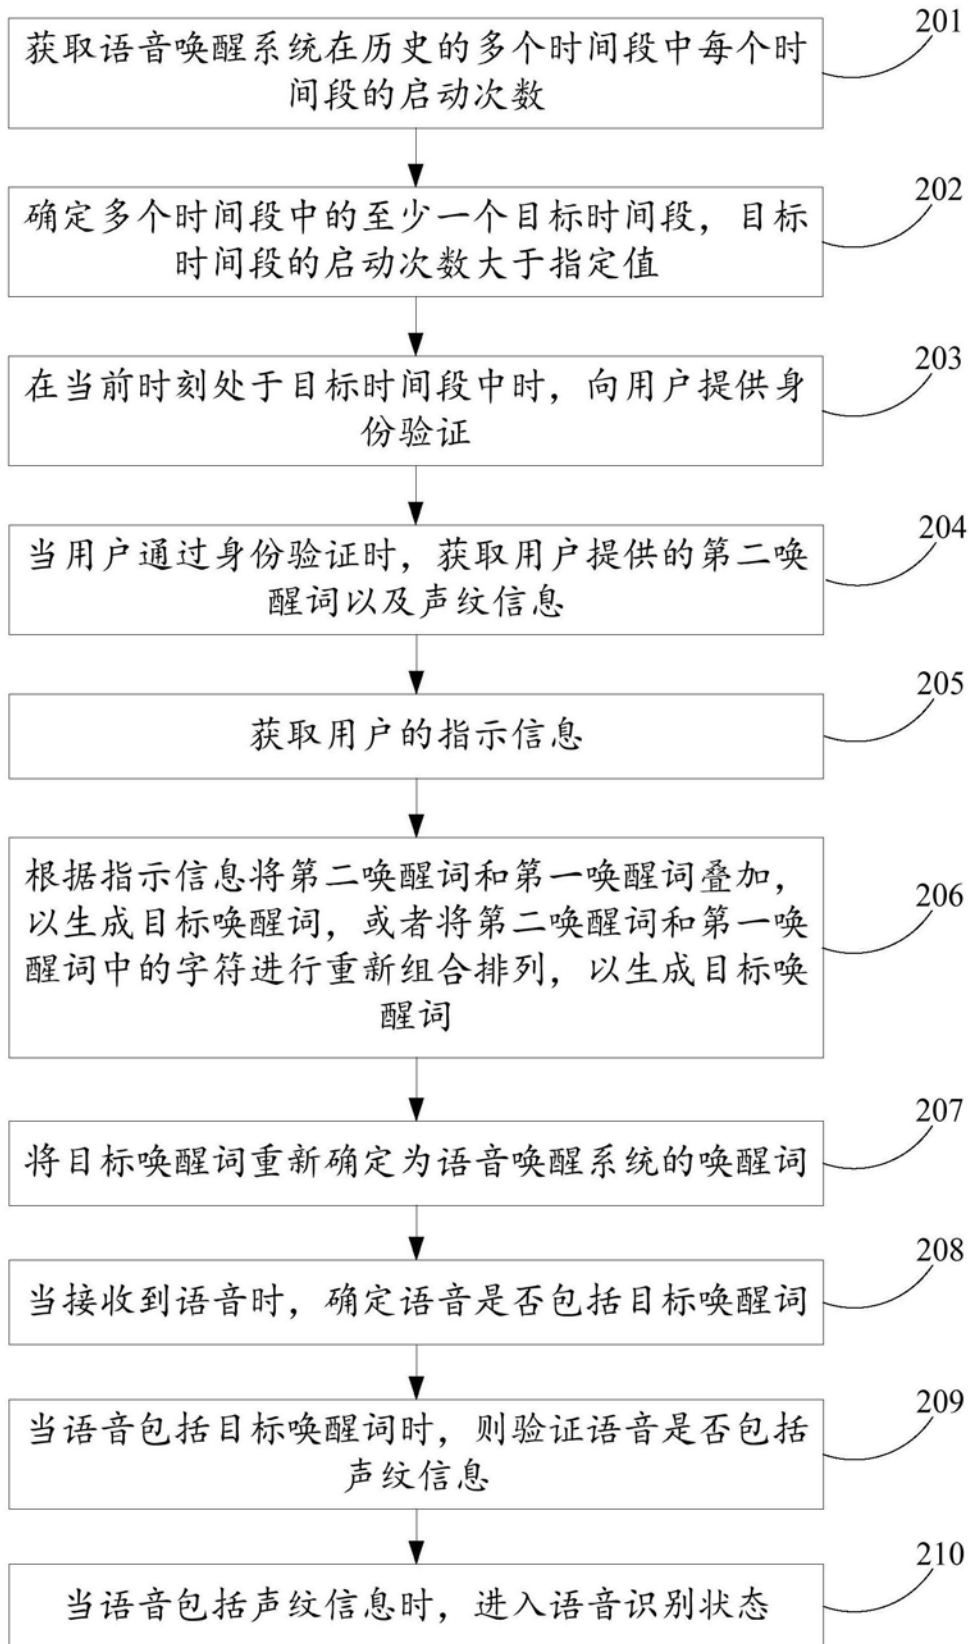 获取语音唤醒系统在历史的多个时间段中每个时
间段的启动次数
201
确定多个时间段中的至少一个目标时间段，目标
时间段的启动次数大于指定值
202
在当前时刻处于目标时间段中时，向用户提供身
份验证
203
当用户通过身份验证时，获取用户提供的第二唤
醒词以及声纹信息
204
获取用户的指示信息
205
根据指示信息将第二唤醒词和第一唤醒词叠加，
以生成目标唤醒词，或者将第二唤醒词和第一唤
醒词中的字符进行重新组合排列，以生成目标唤
醒词
206
将目标唤醒词重新确定为语音唤醒系统的唤醒词
207
当接收到语音时，确定语音是否包括目标唤醒词
208
当语音包括目标唤醒词时，则验证语音是否包括
声纹信息
209
当语音包括声纹信息时，进入语音识别状态
210